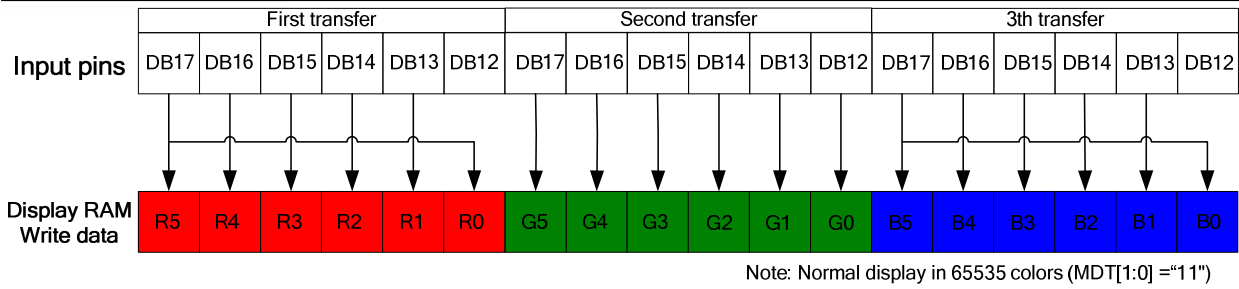 First transfer Second transfer 3th transfer
Input pins DB17 DB16 DB15 DB14 DB13 DB12 DB17 DB16 DB15 DB14 DB13 DB12 DB17 DB16 DB15 DB14 DB13 DB12
Display RAM
Write data
R5 R4 R3 R2 R1 R0 G5 G4 G3 G2 G1 G0 B5 B4 B3 B2 B1 B0
Note: Normal display in 65535 colors (MDT[1:0] =“11")